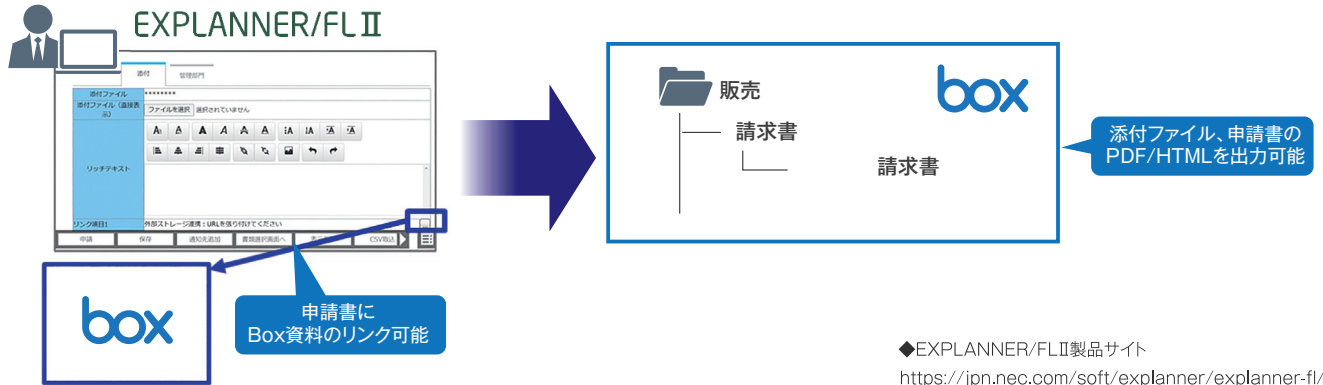 EXPLANNER/FLⅡ
添付
管理部門
添付ファイル
********
添付ファイル（直接表示）
ファイルを選択 選択されていません
リッチテキスト
リンク項目1
外部ストレージ連携：URLを張り付けてください
申請
保存
通知先追加
書類選択画面へ
CSV取込
box
申請書に
Box資料のリンク可能
販売
請求書
請求書
box
添付ファイル、申請書の
PDF/HTMLを出力可能
◆EXPLANNER/FLⅡ製品サイト
https://jpn.nec.com/soft/explanner/explanner-fl/